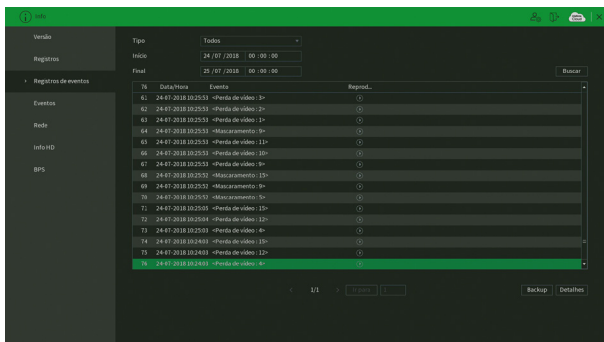 Info
Versão
Registros
Registros de eventos
Eventos
Rede
Info HD
BPS
Tipo Todos
Início 24 /07 /2018 00 : 00 : 00
Final 25 /07 /2018 00 : 00 : 00
Buscar
76 Data/Hora Evento Reprod...
61 24-07-2018 10:25:53 <Perda de vídeo : 3>
62 24-07-2018 10:25:53 <Perda de vídeo : 2>
63 24-07-2018 10:25:53 <Perda de vídeo : 1>
64 24-07-2018 10:25:53 <Mascaramento : 9>
65 24-07-2018 10:25:53 <Perda de vídeo : 11>
66 24-07-2018 10:25:53 <Perda de vídeo : 10>
67 24-07-2018 10:25:53 <Perda de vídeo : 9>
68 24-07-2018 10:25:52 <Mascaramento : 15>
69 24-07-2018 10:25:52 <Mascaramento : 9>
70 24-07-2018 10:25:52 <Mascaramento : 5>
71 24-07-2018 10:25:05 <Perda de vídeo : 15>
72 24-07-2018 10:25:04 <Perda de vídeo : 12>
73 24-07-2018 10:25:03 <Perda de vídeo : 4>
74 24-07-2018 10:24:03 <Perda de vídeo : 15>
75 24-07-2018 10:24:03 <Perda de vídeo : 12>
76 24-07-2018 10:24:03 <Perda de vídeo : 4>
1/1 Ir para
Backup Detalhes